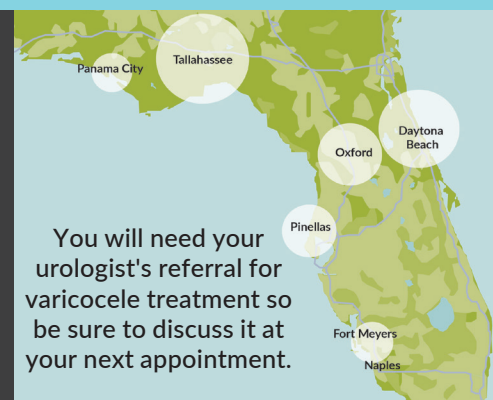 Panama City
Tallahassee
Daytona
Beach
Oxford
Pinellas
You will need your
urologist's referral for
varicocele treatment so
be sure to discuss it at
your next appointment.
Fort Meyers
Naples